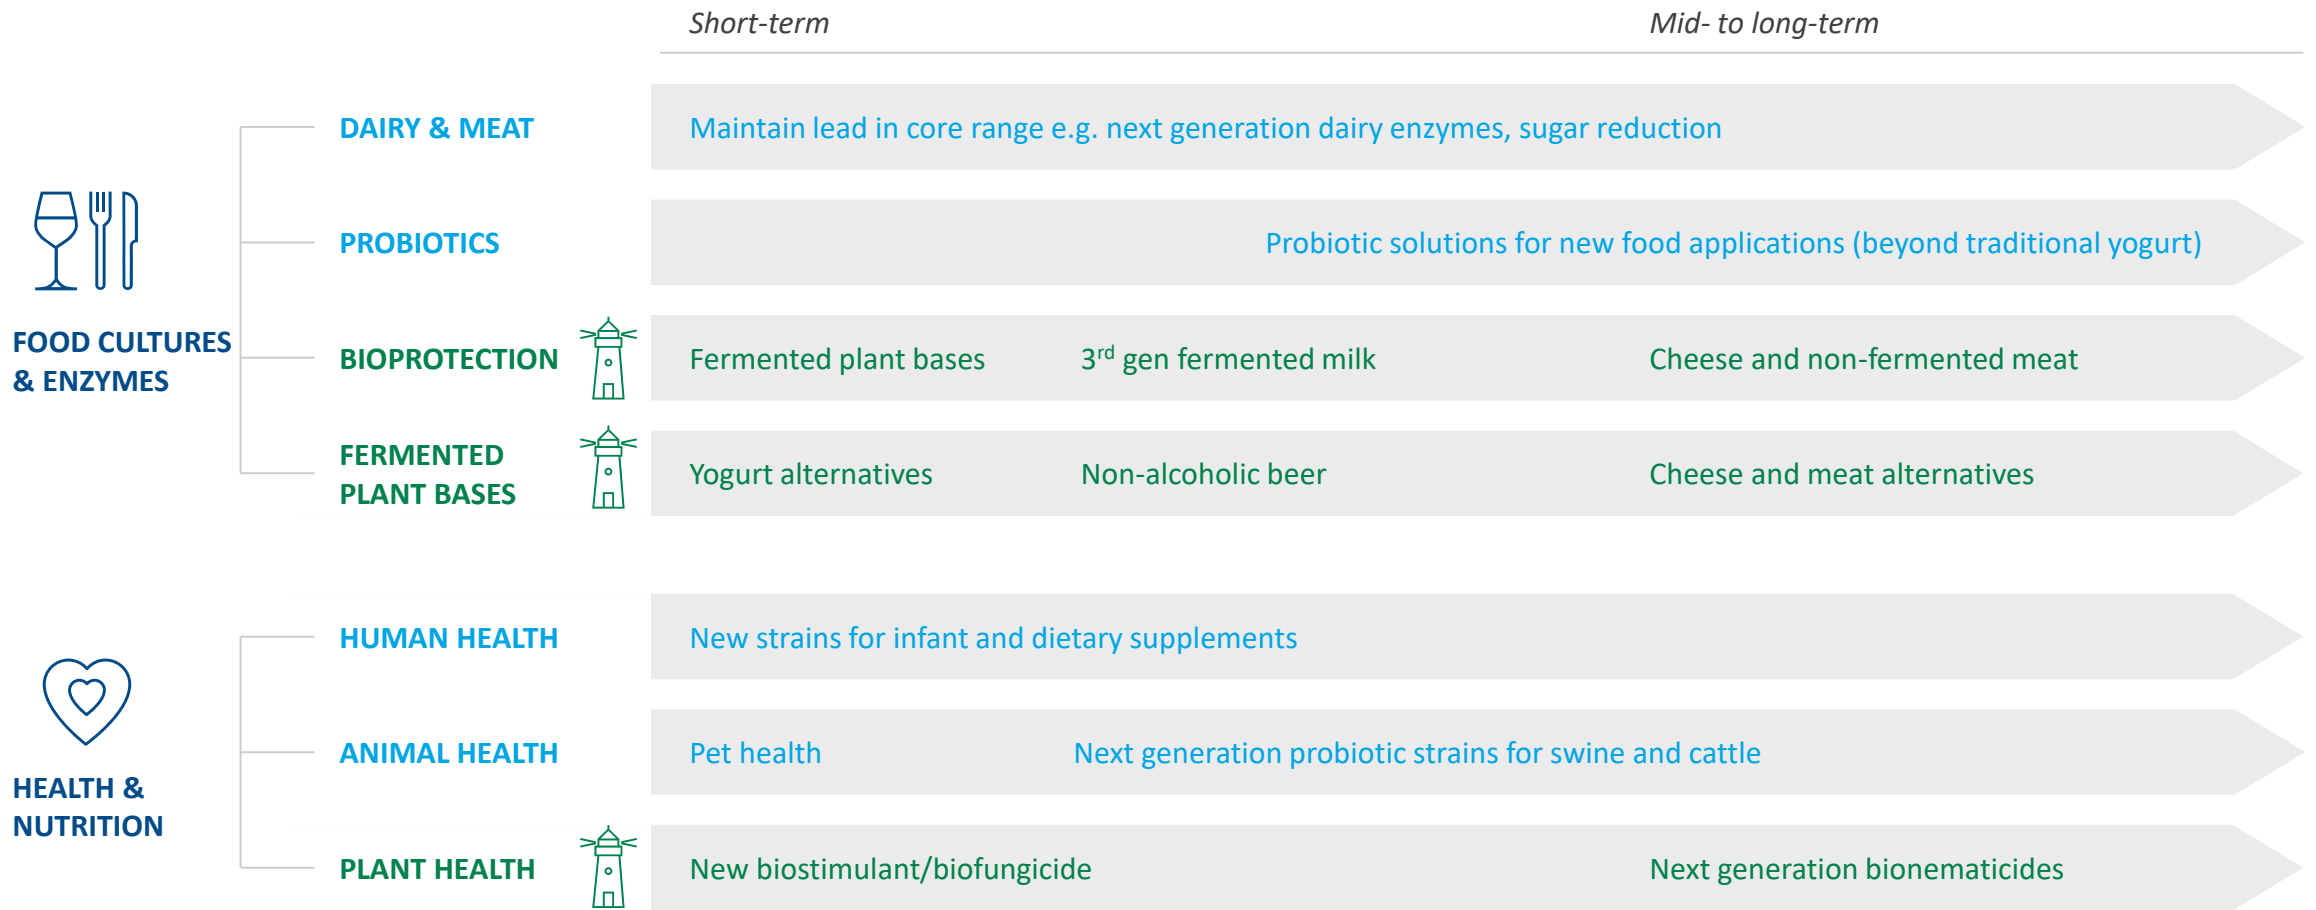 Short-term
Mid- to long-term
DAIRY & MEAT
Maintain lead in core range e.g. next generation dairy enzymes, sugar reduction
PROBIOTICS
Probiotic solutions for new food applications (beyond traditional yogurt)
FOOD CULTURES
& ENZYMES
BIOPROTECTION
Fermented plant bases
3rd gen fermented milk
Cheese and non-fermented meat
FERMENTED
PLANT BASES
Yogurt alternatives
Non-alcoholic beer
Cheese and meat alternatives
HUMAN HEALTH
New strains for infant and dietary supplements
HEALTH &
NUTRITION
ANIMAL HEALTH
Pet health
Next generation probiotic strains for swine and cattle
PLANT HEALTH
New biostimulant/biofungicide
Next generation bionematicides